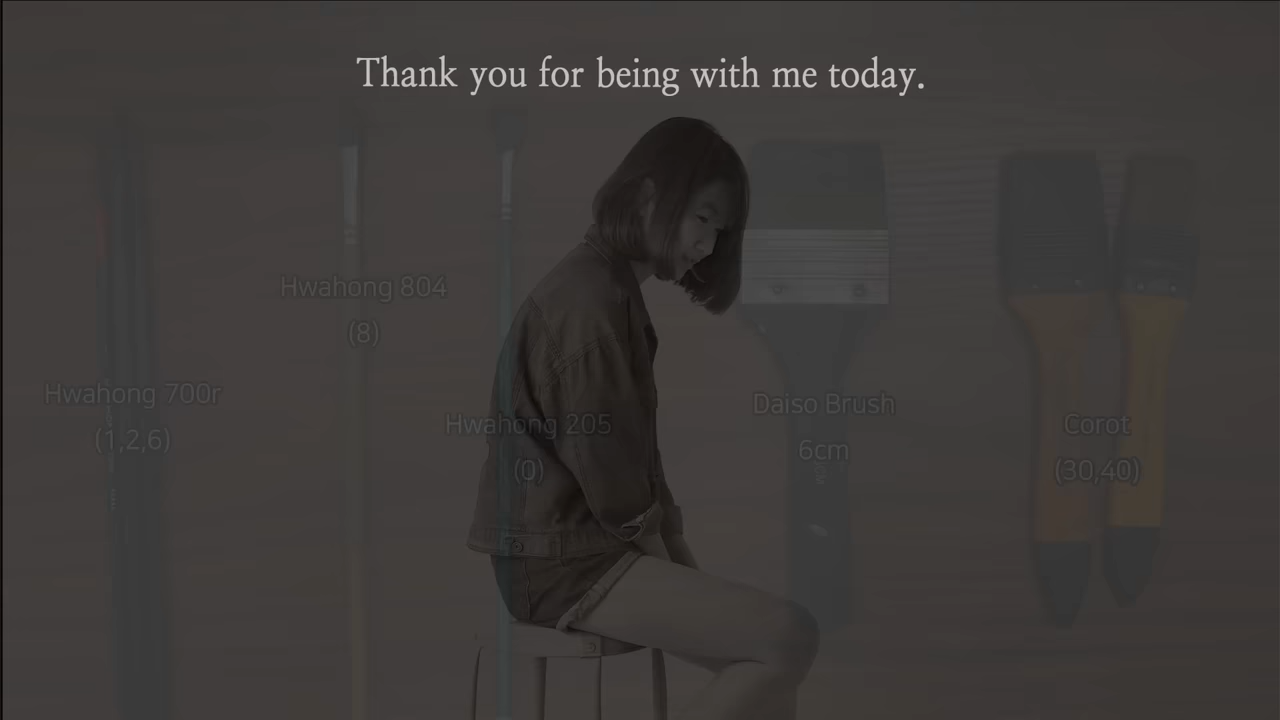 Thank you for being with me today.
Hwahong 804
(8)
Hwahong 700r
(1,2,6)
Hwahong 205
(0)
Daiso Brush
6cm
Corot
(30,40)